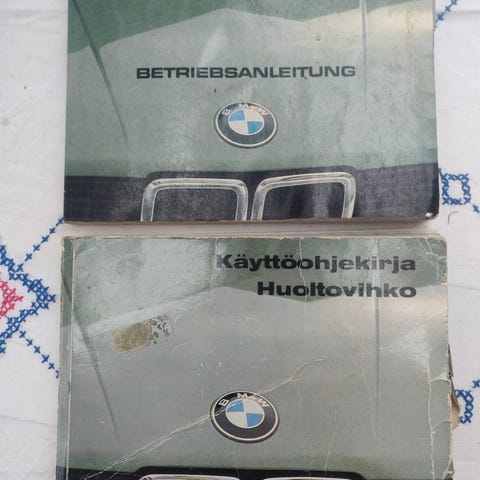 BETRIEBSANLEITUNG
BMW
Käyttöohjekirja
Huoltovihko
BMW